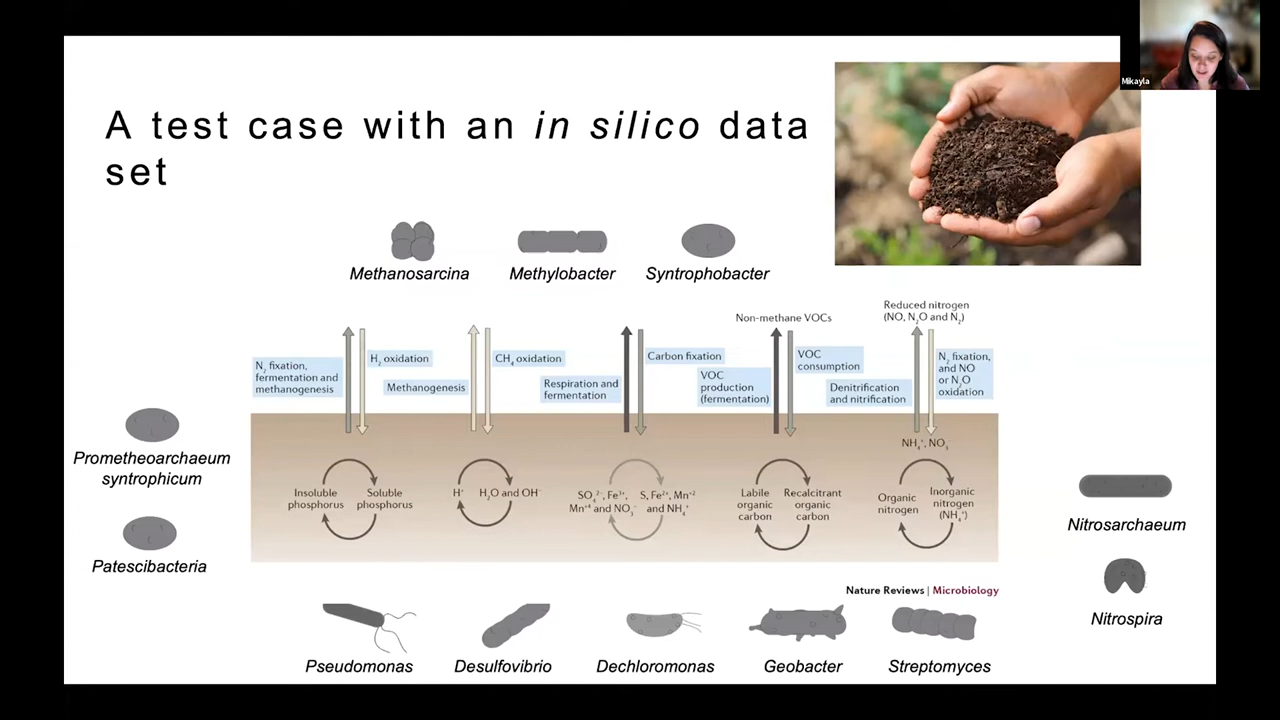 Mikayla
A test case with an in silico data
set
Methanosarcina
Methylobacter
Syntrophobacter
Reduced nitrogen
(NO, N₂O and N₂)
Non-methane VOCs
N₂ fixation,
fermentation and
methanogenesis
H₂ oxidation
Methanogenesis
CH₄ oxidation
Respiration and
fermentation
Carbon fixation
VOC
production
(fermentation)
VOC
consumption
Denitrification
and nitrification
N₂ fixation,
and NO
or N₂O
oxidation
NH₄⁺, NO₃⁻
Prometheoarchaeum
syntrophicum
Patescibacteria
Insoluble
phosphorus
Soluble
phosphorus
H⁺
H₂O and OH⁻
SO₄²⁻, Fe³⁺,
Mn⁺⁴ and NO₃⁻
S, Fe²⁺, Mn⁺²
and NH₄⁺
Labile
organic
carbon
Recalcitrant
organic
carbon
Organic
nitrogen
Inorganic
nitrogen
(NH₄⁺)
Nitrosarchaeum
Nitrospira
Nature Reviews | Microbiology
Pseudomonas
Desulfovibrio
Dechloromonas
Geobacter
Streptomyces